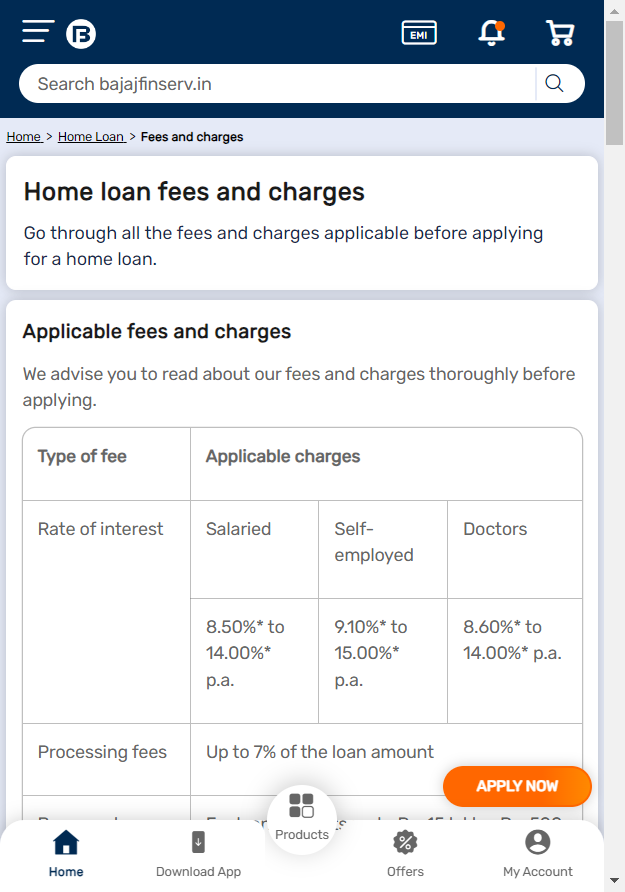 EMI
Search bajajfinserv.in
Home > Home Loan > Fees and charges
Home loan fees and charges
Go through all the fees and charges applicable before applying
for a home loan.
Applicable fees and charges
We advise you to read about our fees and charges thoroughly before
applying.
Type of fee
Applicable charges
Rate of interest
Salaried
Self-
employed
Doctors
8.50%* to
14.00%*
p.a.
9.10%* to
15.00%*
p.a.
8.60%* to
14.00%* p.a.
Processing fees
Up to 7% of the loan amount
APPLY NOW
Home
Download App
Products
Offers
My Account